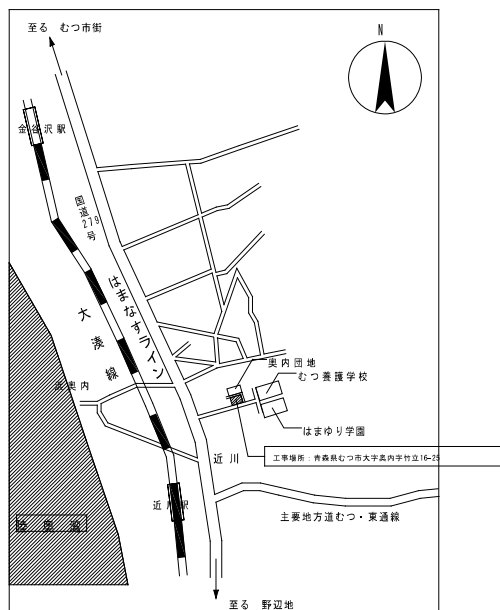 至る むつ市街
N
金谷沢駅
国道279号
はまなすライン
大湊線
奥内団地
むつ養護学校
浜奥内
はまゆり学園
近川
工事場所：青森県むつ市大字奥内字竹立16-25
近川駅
主要地方道むつ・東通線
陸奥湾
至る 野辺地